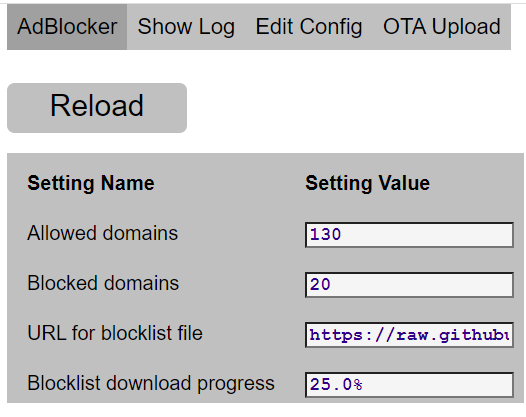 AdBlocker Show Log Edit Config OTA Upload
Reload
Setting Name Setting Value
Allowed domains 130
Blocked domains 20
URL for blocklist file https://raw.githubu
Blocklist download progress 25.0%